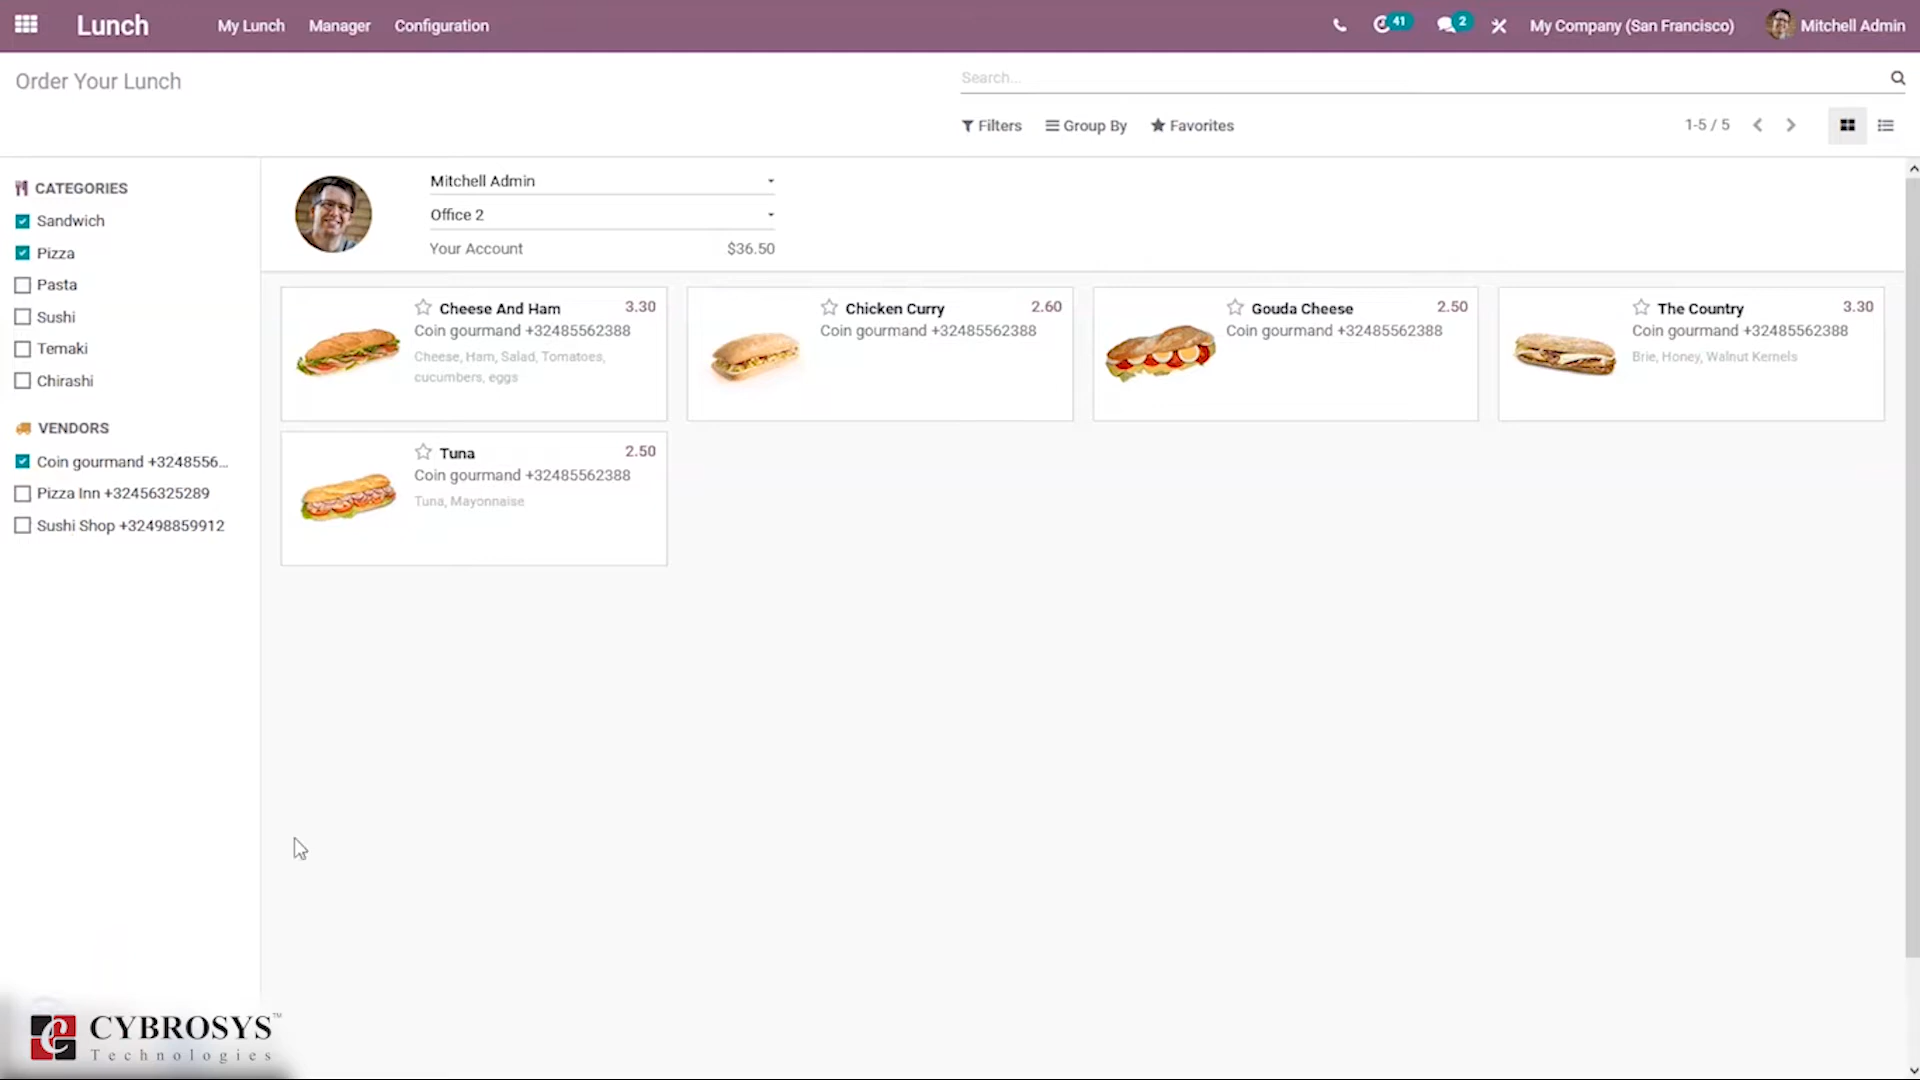 Lunch My Lunch Manager Configuration 41 2 My Company (San Francisco) Mitchell Admin
Order Your Lunch
Search...
Filters Group By Favorites 1-5 / 5
CATEGORIES
Sandwich
Pizza
Pasta
Sushi
Temaki
Chirashi
VENDORS
Coin gourmand +3248556...
Pizza Inn +32456325289
Sushi Shop +32498859912
Mitchell Admin
Office 2
Your Account $36.50
Cheese And Ham 3.30
Coin gourmand +32485562388
Cheese, Ham, Salad, Tomatoes,
cucumbers, eggs
Chicken Curry 2.60
Coin gourmand +32485562388
Gouda Cheese 2.50
Coin gourmand +32485562388
The Country 3.30
Coin gourmand +32485562388
Brie, Honey, Walnut Kernels
Tuna 2.50
Coin gourmand +32485562388
Tuna, Mayonnaise
CYBROSYS™
Technologies